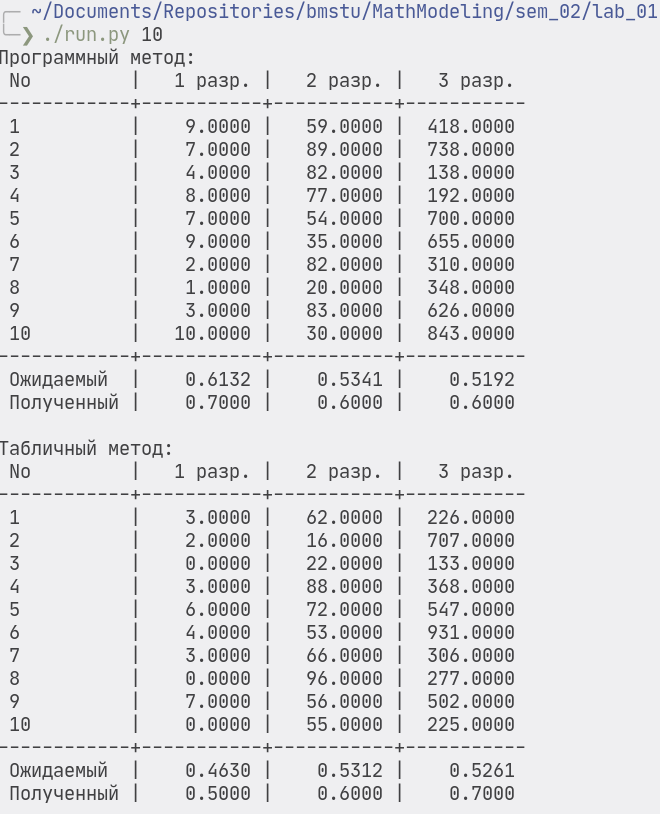 ~/Documents/Repositories/bmstu/MathModeling/sem_02/lab_01
❯ ./run.py 10
Программный метод:
No | 1 разр. | 2 разр. | 3 разр.
------------+-----------+-----------+-----------
1 | 9.0000 | 59.0000 | 418.0000
2 | 7.0000 | 89.0000 | 738.0000
3 | 4.0000 | 82.0000 | 138.0000
4 | 8.0000 | 77.0000 | 192.0000
5 | 7.0000 | 54.0000 | 700.0000
6 | 9.0000 | 35.0000 | 655.0000
7 | 2.0000 | 82.0000 | 310.0000
8 | 1.0000 | 20.0000 | 348.0000
9 | 3.0000 | 83.0000 | 626.0000
10 | 10.0000 | 30.0000 | 843.0000
------------+-----------+-----------+-----------
Ожидаемый | 0.6132 | 0.5341 | 0.5192
Полученный | 0.7000 | 0.6000 | 0.6000
Табличный метод:
No | 1 разр. | 2 разр. | 3 разр.
------------+-----------+-----------+-----------
1 | 3.0000 | 62.0000 | 226.0000
2 | 2.0000 | 16.0000 | 707.0000
3 | 0.0000 | 22.0000 | 133.0000
4 | 3.0000 | 88.0000 | 368.0000
5 | 6.0000 | 72.0000 | 547.0000
6 | 4.0000 | 53.0000 | 931.0000
7 | 3.0000 | 66.0000 | 306.0000
8 | 0.0000 | 96.0000 | 277.0000
9 | 7.0000 | 56.0000 | 502.0000
10 | 0.0000 | 55.0000 | 225.0000
------------+-----------+-----------+-----------
Ожидаемый | 0.4630 | 0.5312 | 0.5261
Полученный | 0.5000 | 0.6000 | 0.7000